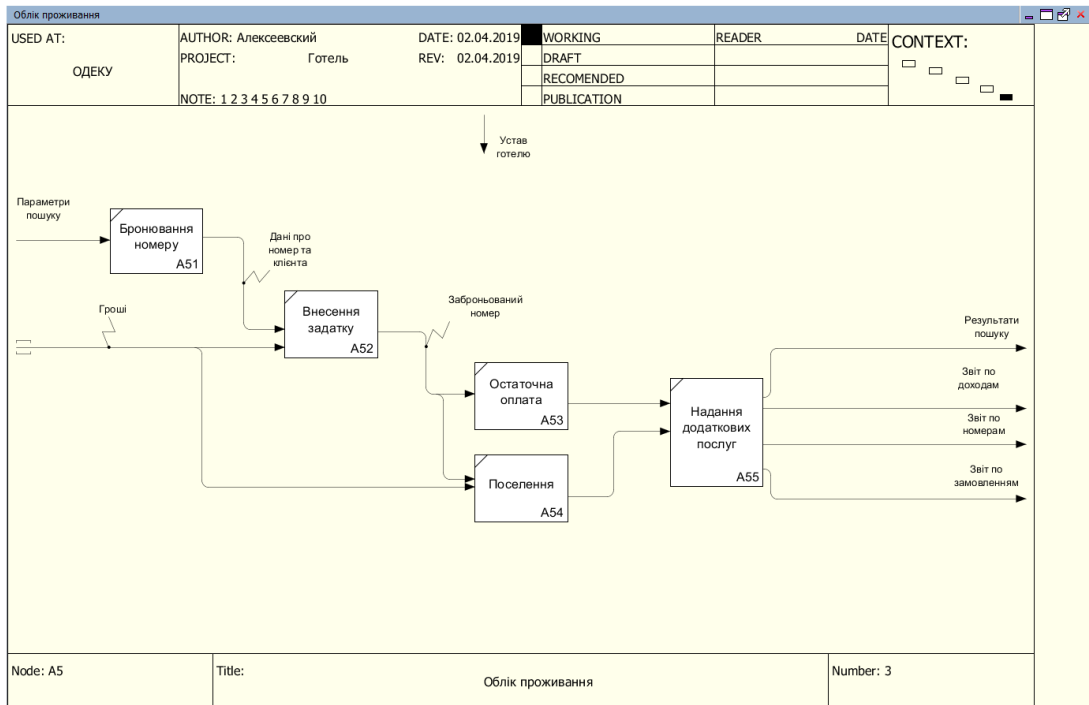 Облік проживання
USED AT:
ОДЕКУ
AUTHOR: Алексеевский
DATE: 02.04.2019
PROJECT: Готель
REV: 02.04.2019
NOTE: 1 2 3 4 5 6 7 8 9 10
WORKING
DRAFT
RECOMENDED
PUBLICATION
READER
DATE
CONTEXT:
Устав
готелю
Параметри
пошуку
Бронювання
номеру
A51
Дані про
номер та
клієнта
Гроші
Внесення
задатку
A52
Заброньований
номер
Остаточна
оплата
A53
Поселення
A54
Надання
додаткових
послуг
A55
Результати
пошуку
Звіт по
доходам
Звіт по
номерам
Звіт по
замовленням
Node: A5
Title:
Облік проживання
Number: 3